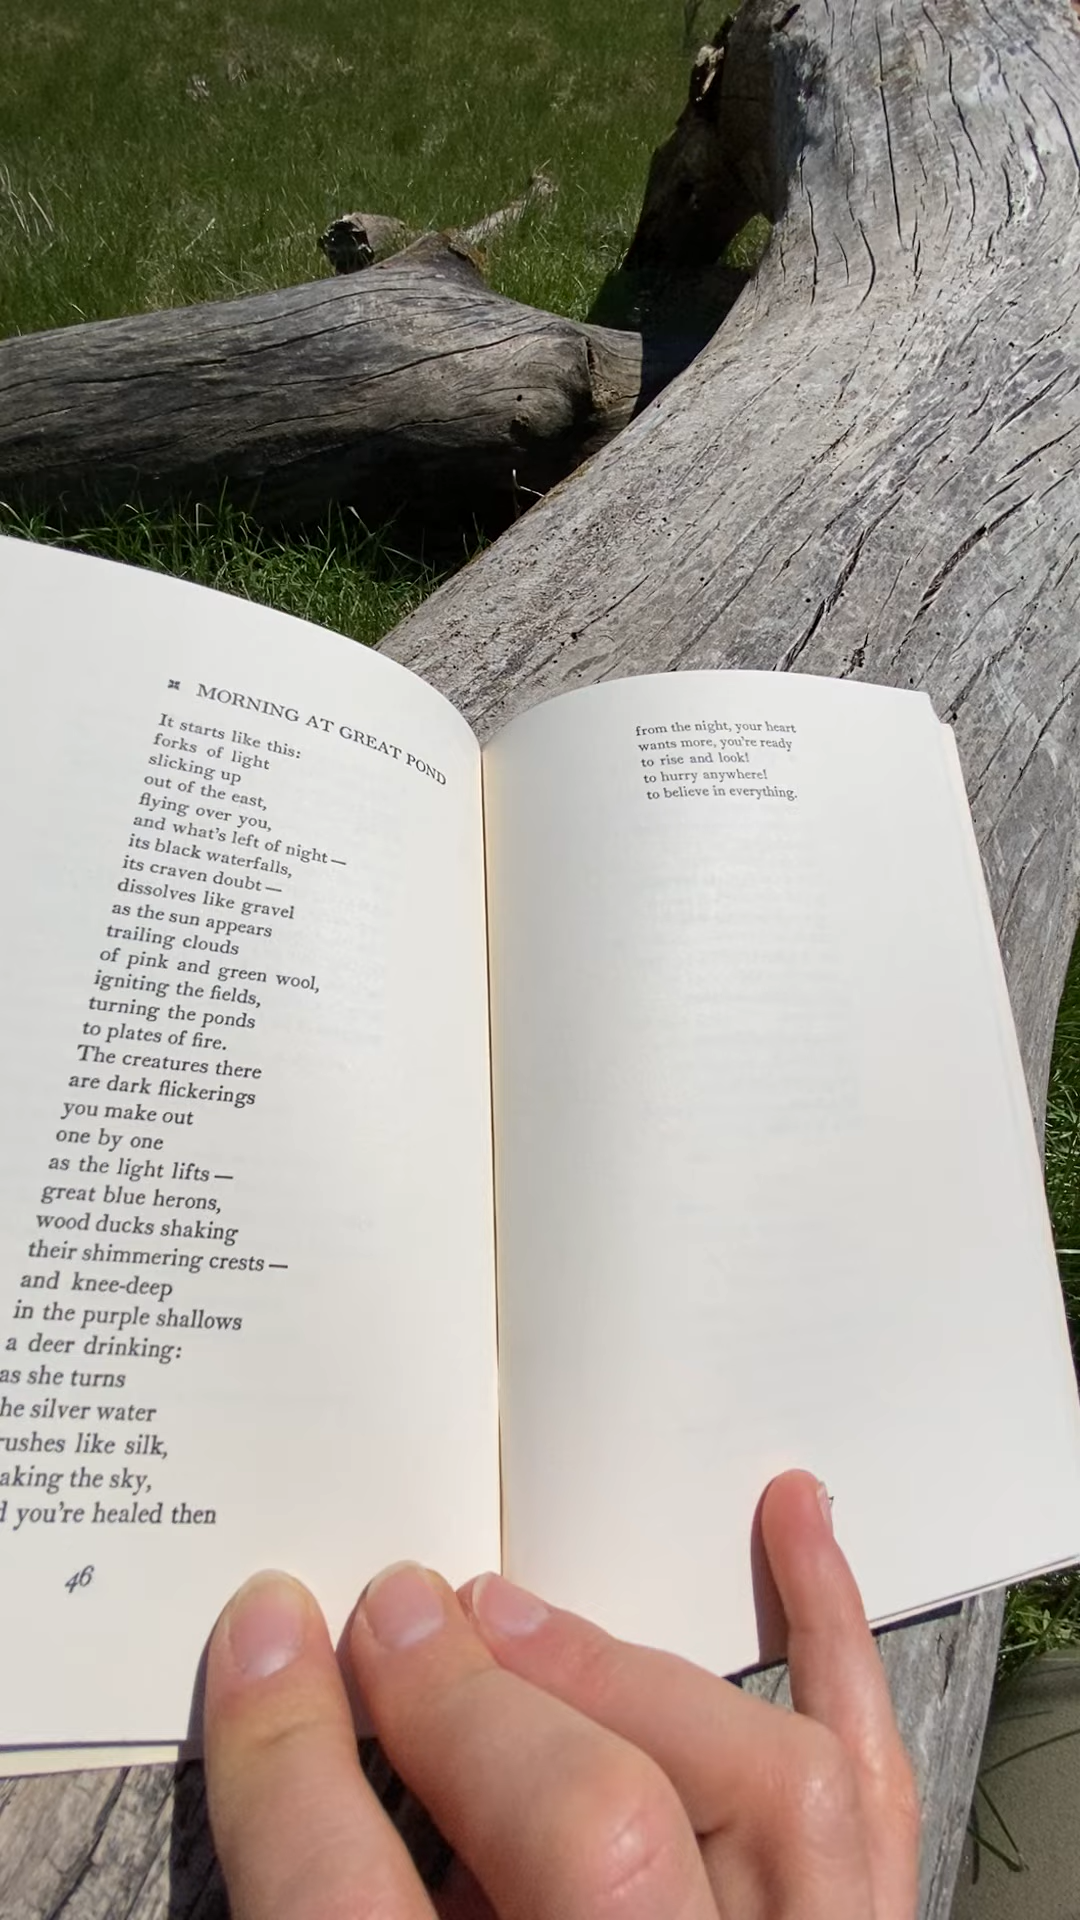 MORNING AT GREAT POND
It starts like this:
forks of light
slicking up
out of the east,
flying over you,
and what's left of night—
its black waterfalls,
its craven doubt—
dissolves like gravel
as the sun appears
trailing clouds
of pink and green wool,
igniting the fields,
turning the ponds
to plates of fire.
The creatures there
are dark flickerings
you make out
one by one
as the light lifts—
great blue herons,
wood ducks shaking
their shimmering crests—
and knee-deep
in the purple shallows
a deer drinking:
as she turns
he silver water
rushes like silk,
aking the sky,
d you're healed then
46
from the night, your heart
wants more, you're ready
to rise and look!
to hurry anywhere!
to believe in everything.